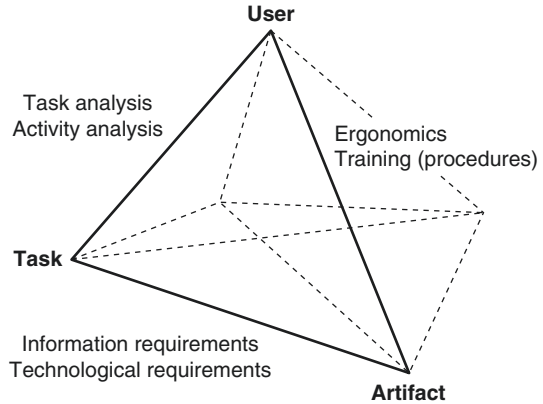 User
Task analysis
Activity analysis
Ergonomics
Training (procedures)
Task
Information requirements
Technological requirements
Artifact